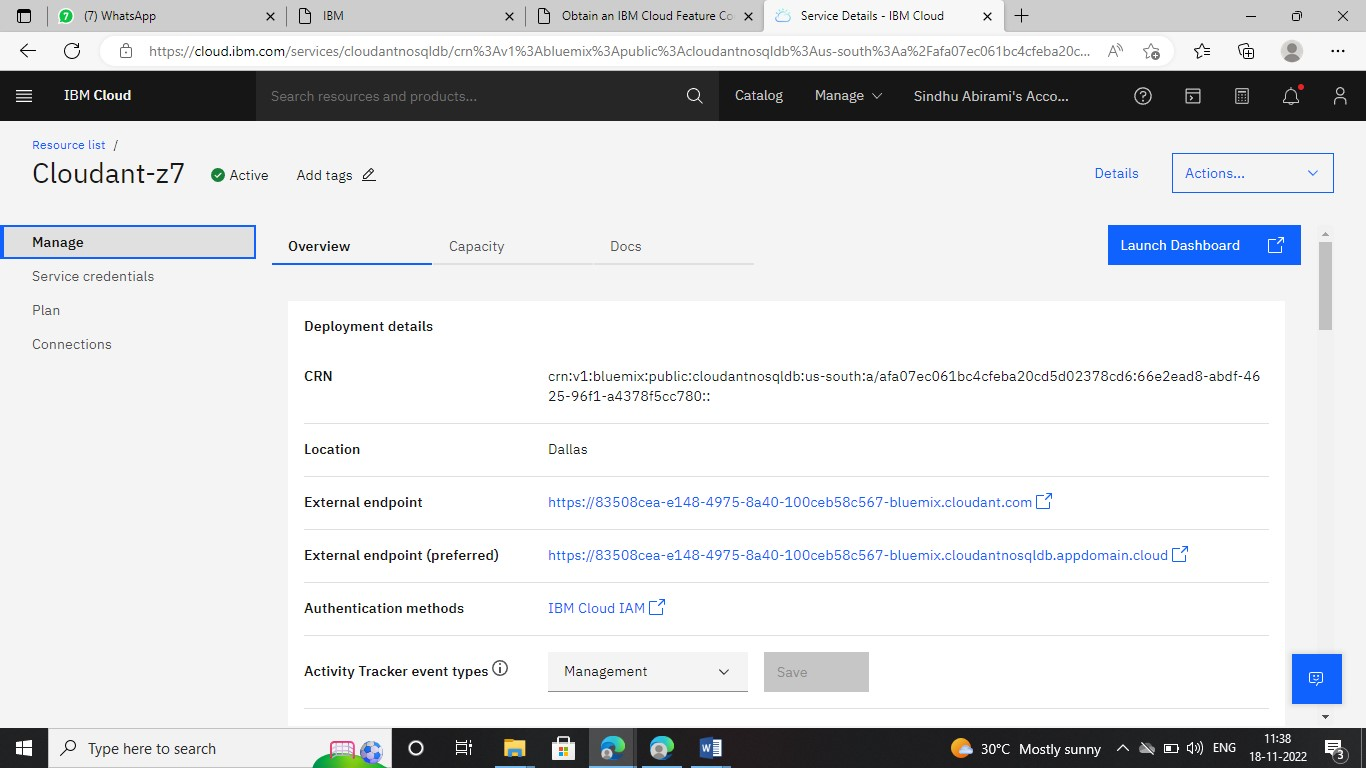 (7) WhatsApp
IBM
Obtain an IBM Cloud Feature Co
Service Details - IBM Cloud
https://cloud.ibm.com/services/cloudantnosqldb/crn%3Av1%3Abluemix%3Apublic%3Acloudantnosqldb%3Aus-south%3Aa%2Fafa07ec061bc4cfeba20c...
IBM Cloud
Search resources and products...
Catalog
Manage
Sindhu Abirami's Acco...
Resource list /
Cloudant-z7
Active
Add tags
Details
Actions...
Manage
Service credentials
Plan
Connections
Overview
Capacity
Docs
Launch Dashboard
Deployment details
CRN
crn:v1:bluemix:public:cloudantnosqldb:us-south:a/afa07ec061bc4cfeba20cd5d02378cd6:66e2ead8-abdf-46
25-96f1-a4378f5cc780::
Location
Dallas
External endpoint
https://83508cea-e148-4975-8a40-100ceb58c567-bluemix.cloudant.com
External endpoint (preferred)
https://83508cea-e148-4975-8a40-100ceb58c567-bluemix.cloudantnosqldb.appdomain.cloud
Authentication methods
IBM Cloud IAM
Activity Tracker event types
Management
Save
Type here to search
30°C Mostly sunny
ENG
11:38
18-11-2022
3